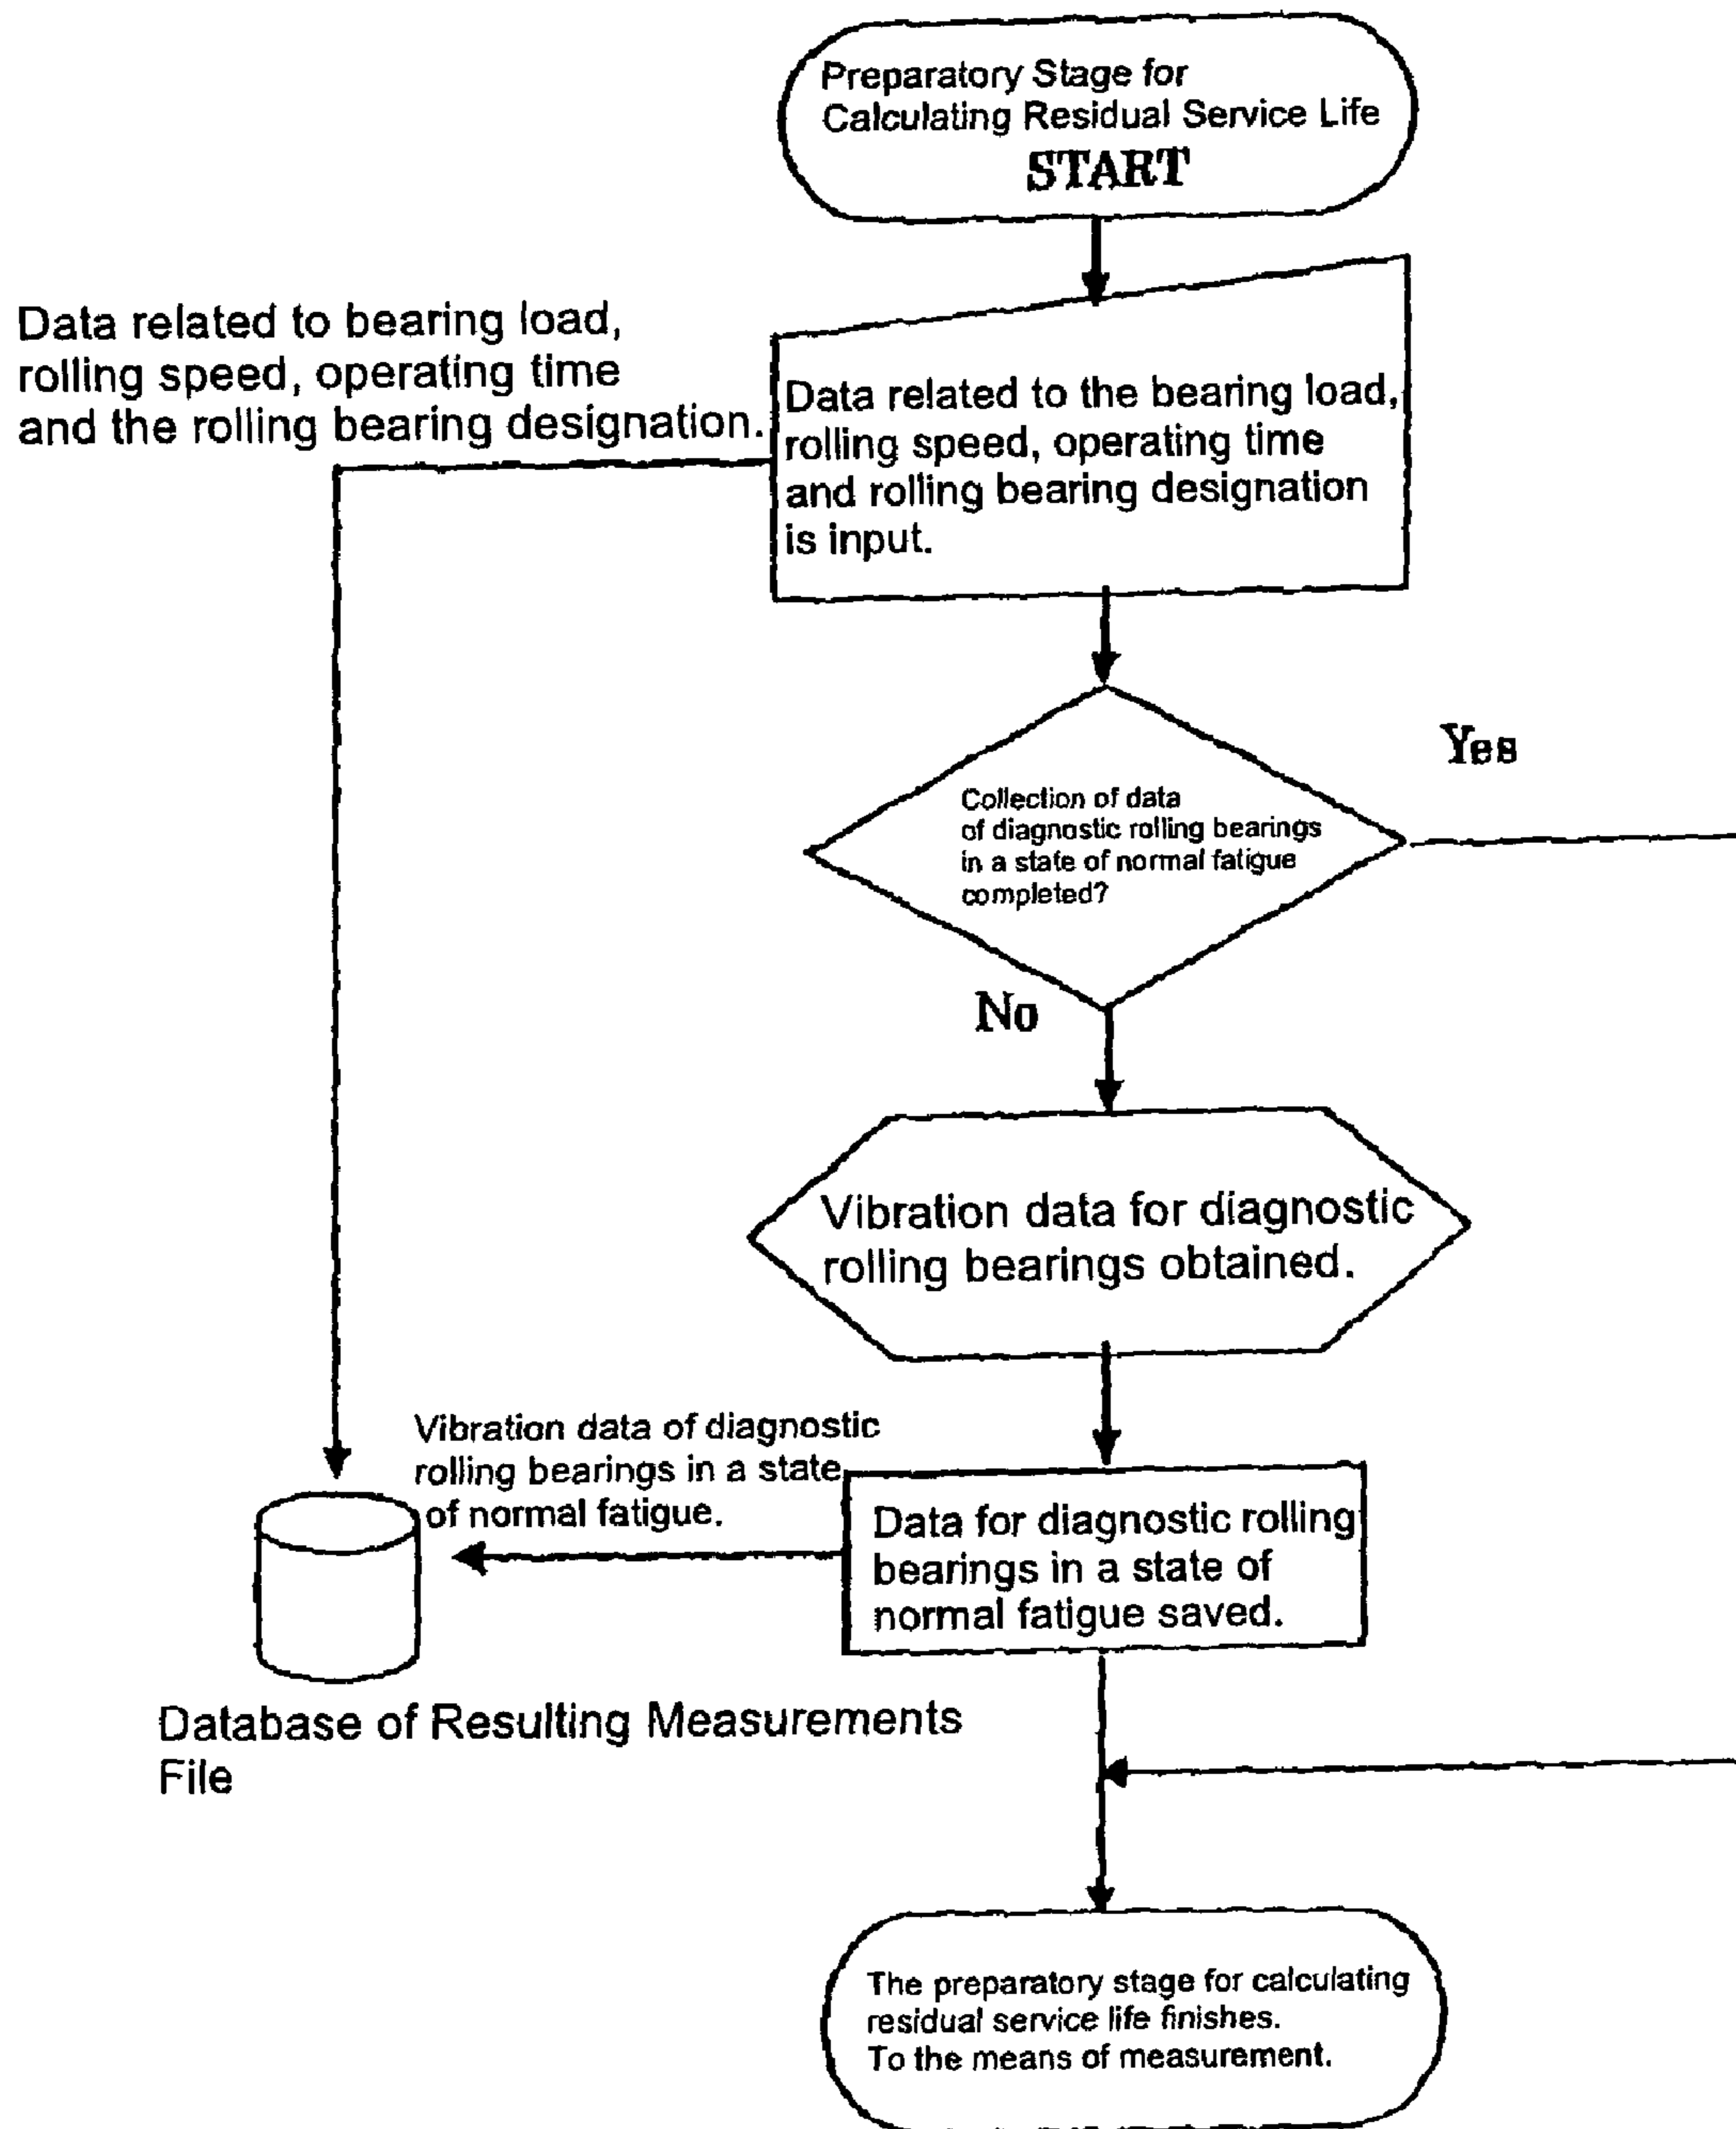 Preparatory Stage for
Calculating Residual Service Life
START
Data related to bearing load,
rolling speed, operating time
and the rolling bearing designation.
Data related to the bearing load,
rolling speed, operating time
and rolling bearing designation
is input.
Yes
Collection of data
of diagnostic rolling bearings
in a state of normal fatigue
completed?
No
Vibration data for diagnostic
rolling bearings obtained.
Vibration data of diagnostic
rolling bearings in a state
of normal fatigue.
Data for diagnostic rolling
bearings in a state of
normal fatigue saved.
Database of Resulting Measurements
File
The preparatory stage for calculating
residual service life finishes.
To the means of measurement.